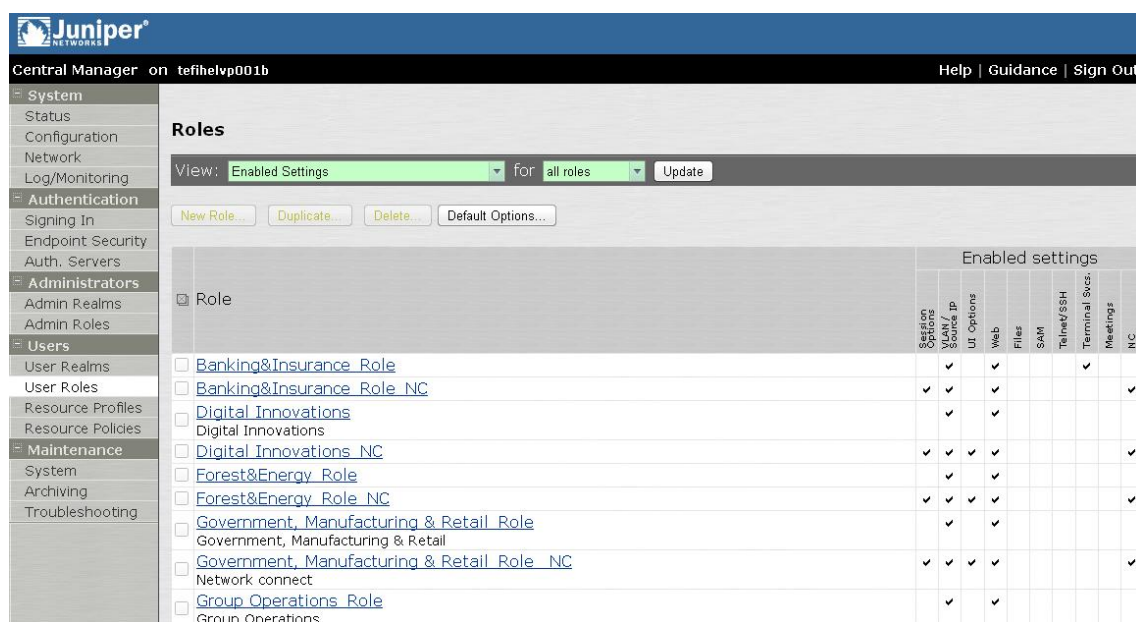 Juniper®
NETWORKS
Central Manager on tefihelvp001b
Help | Guidance | Sign Out
System
Status
Configuration
Network
Log/Monitoring
Authentication
Signing In
Endpoint Security
Auth. Servers
Administrators
Admin Realms
Admin Roles
Users
User Realms
User Roles
Resource Profiles
Resource Policies
Maintenance
System
Archiving
Troubleshooting
Roles
View: Enabled Settings for all roles Update
New Role... Duplicate... Delete... Default Options...
Enabled settings
Role
Session Options
VLAN / Source IP
UI Options
Web
Files
SAM
Telnet/SSH
Terminal Svcs.
Meetings
NC
Banking&Insurance_Role
Banking&Insurance_Role_NC
Digital Innovations
Digital Innovations
Digital Innovations_NC
Forest&Energy_Role
Forest&Energy_Role_NC
Government, Manufacturing & Retail_Role
Government, Manufacturing & Retail
Government, Manufacturing & Retail_Role__NC
Network connect
Group Operations_Role
Group Operations